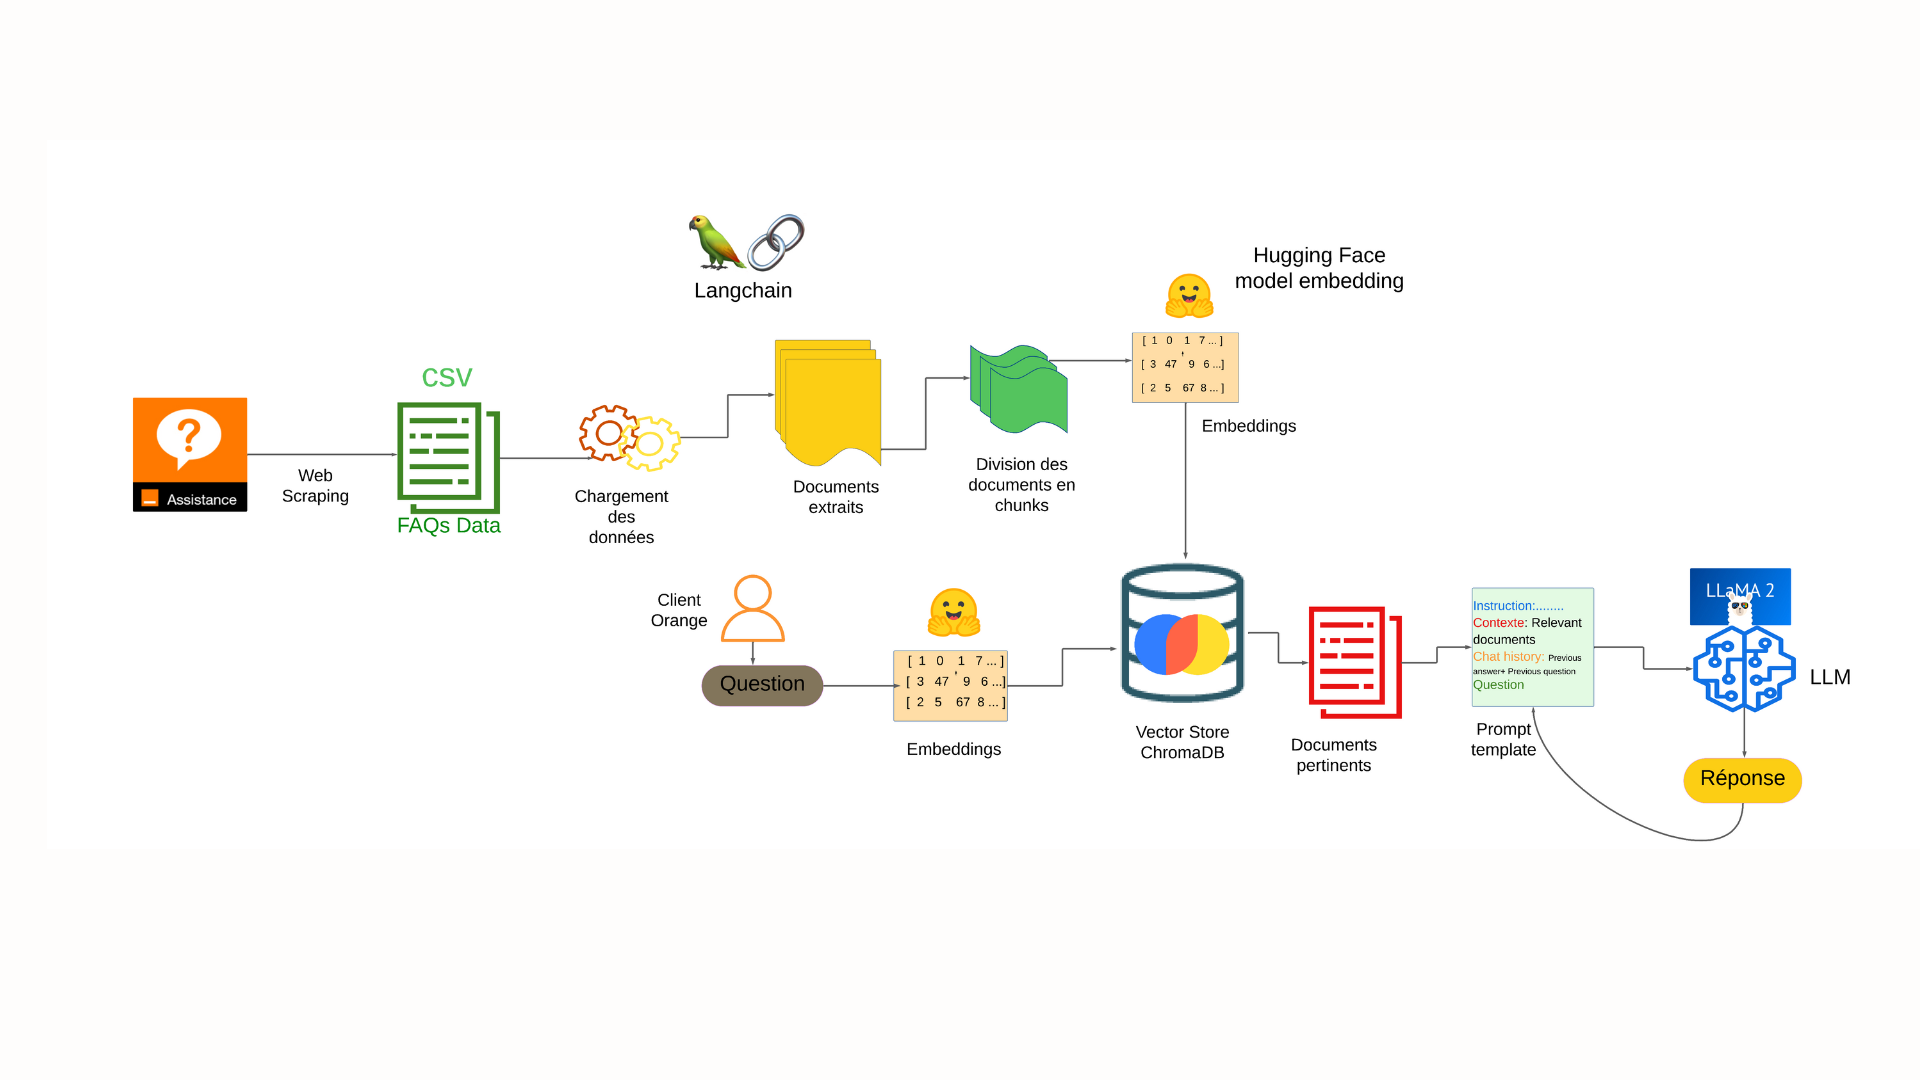 Langchain
Hugging Face
model embedding
[ 1 0 1 7 ... ]
,
[ 3 47 9 6 ...]
[ 2 5 67 8 ... ]
Embeddings
csv
FAQs Data
Assistance
Web
Scraping
Chargement
des
données
Documents
extraits
Division des
documents en
chunks
Client
Orange
Question
[ 1 0 1 7 ... ]
,
[ 3 47 9 6 ...]
[ 2 5 67 8 ... ]
Embeddings
Vector Store
ChromaDB
Documents
pertinents
Instruction:........
Contexte: Relevant
documents
Chat history: Previous
answer+ Previous question
Question
Prompt
template
LLaMA 2
LLM
Réponse